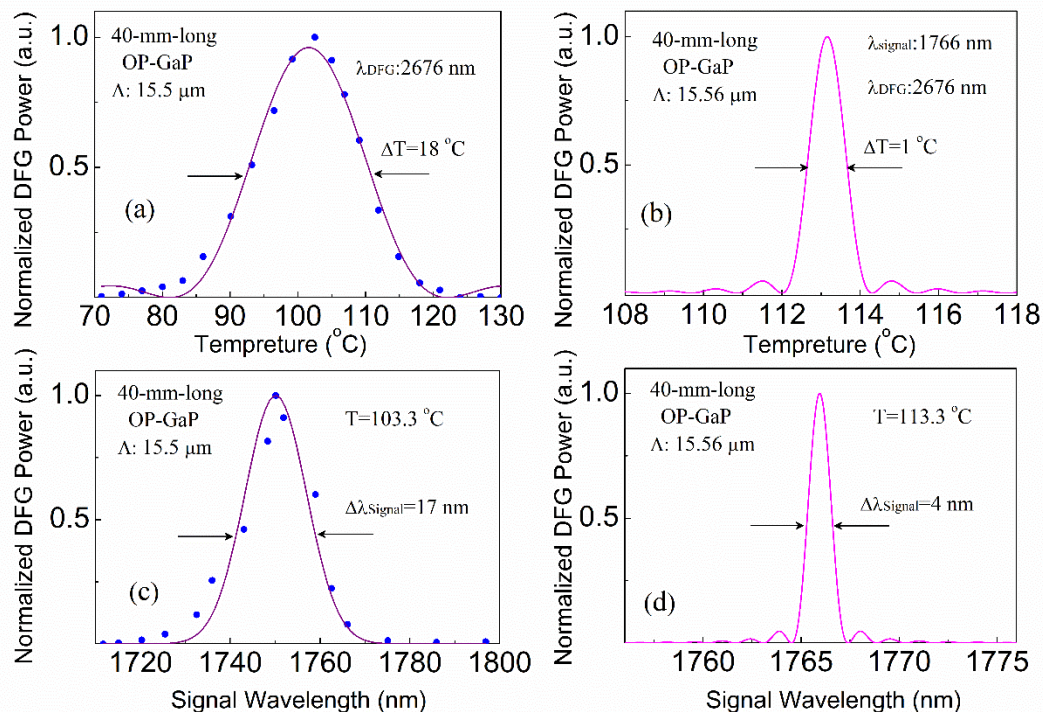 Normalized DFG Power (a.u.)
1.0
0.5
40-mm-long
OP-GaP
Λ: 15.5 μm
λDFG:2676 nm
ΔT=18 °C
(a)
70 80 90 100 110 120 130
Tempreture (°C)
Normalized DFG Power (a.u.)
1.0
0.5
40-mm-long
OP-GaP
Λ: 15.56 μm
λsignal:1766 nm
λDFG:2676 nm
ΔT=1 °C
(b)
108 110 112 114 116 118
Tempreture (°C)
Normalized DFG Power (a.u.)
1.0
0.5
40-mm-long
OP-GaP
Λ: 15.5 μm
T=103.3 °C
ΔλSignal=17 nm
(c)
1720 1740 1760 1780 1800
Signal Wavelength (nm)
Normalized DFG Power (a.u.)
1.0
0.5
40-mm-long
OP-GaP
Λ: 15.56 μm
T=113.3 °C
ΔλSignal=4 nm
(d)
1760 1765 1770 1775
Signal Wavelength (nm)